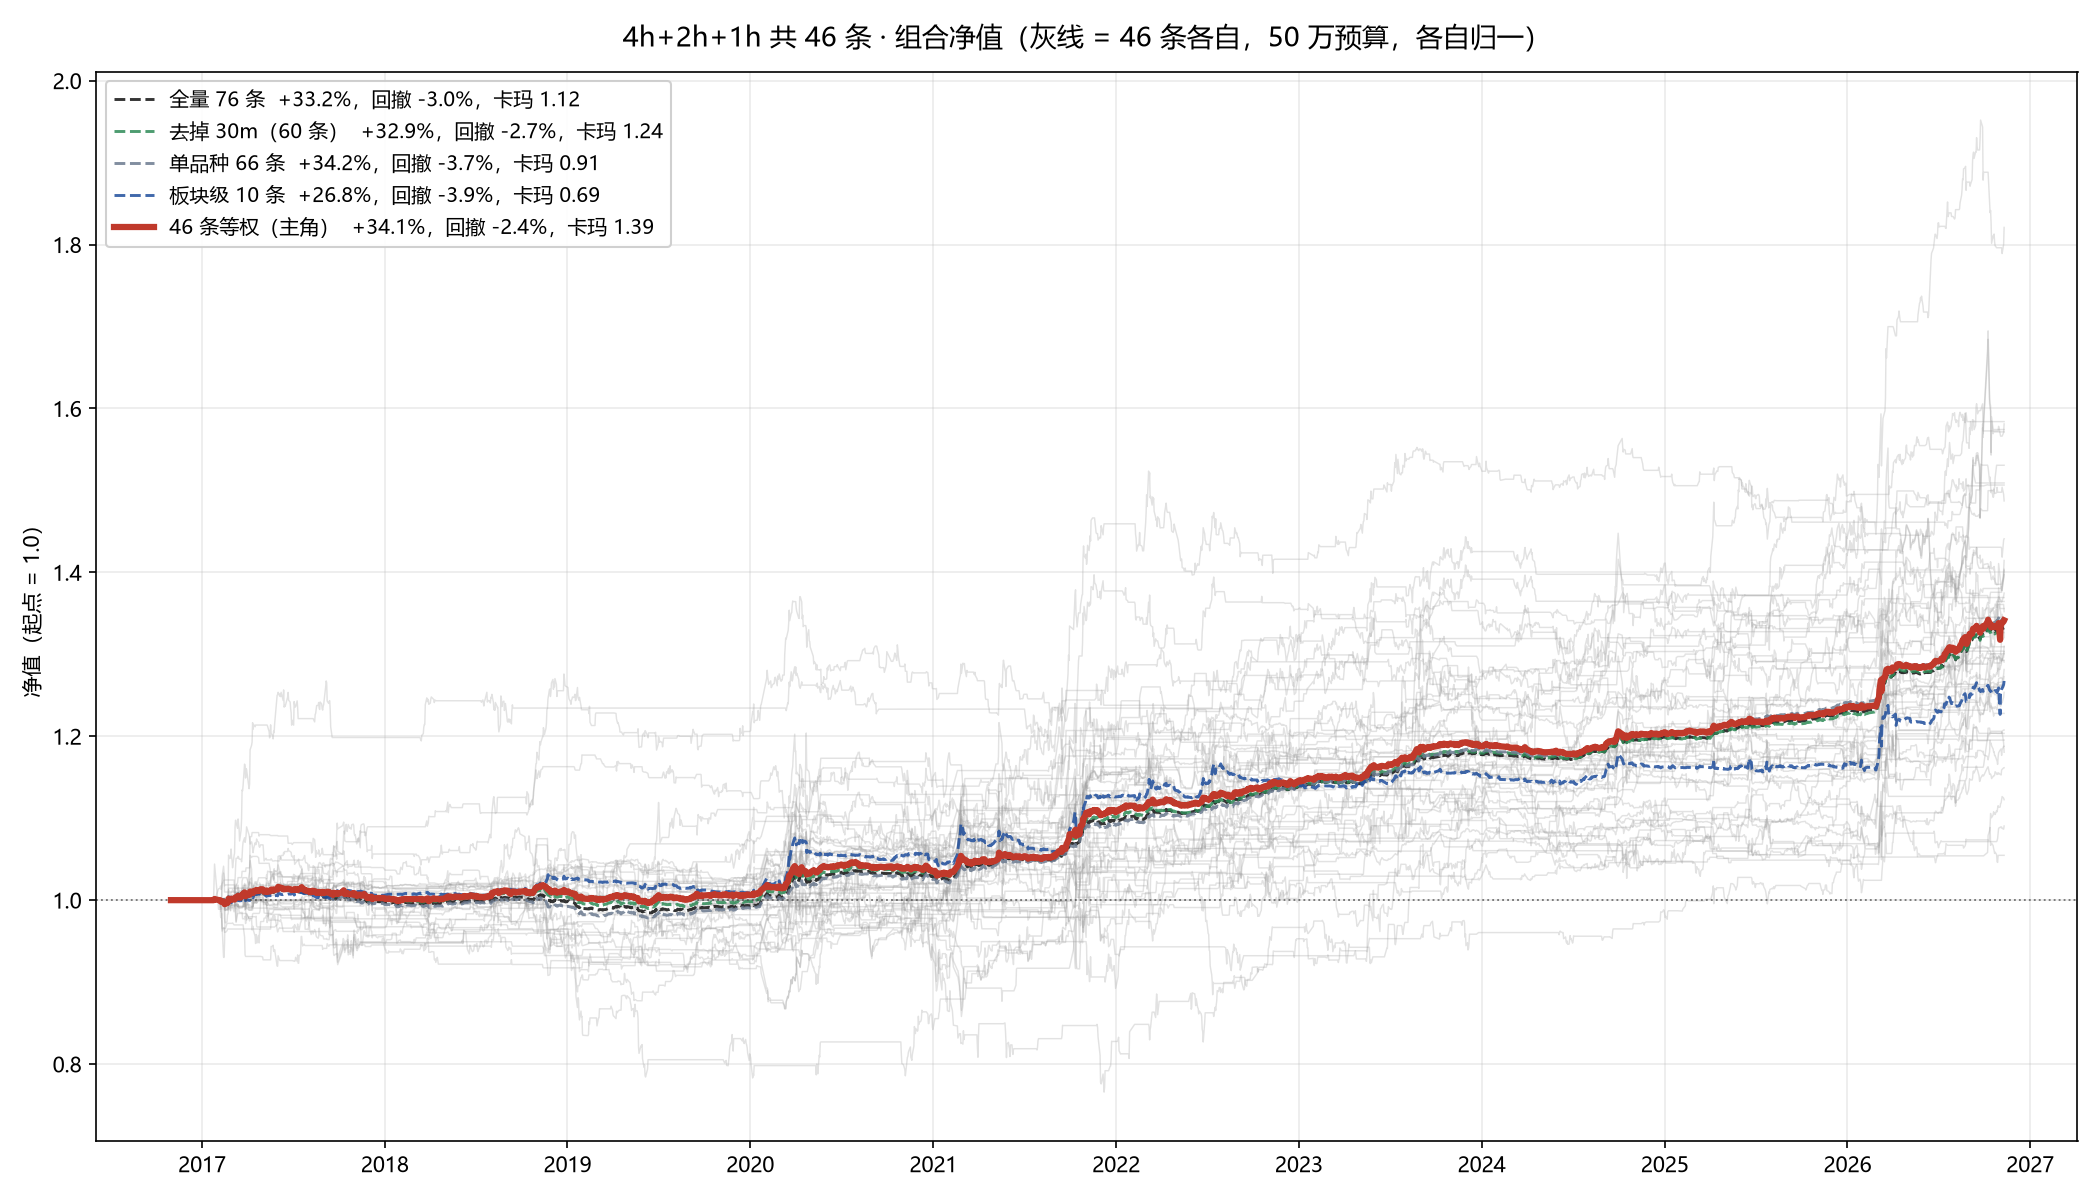 4h+2h+1h 共 46 条 · 组合净值（灰线 = 46 条各自，50 万预算，各自归一）
全量 76 条  +33.2%，回撤 -3.0%，卡玛 1.12
去掉 30m（60 条）  +32.9%，回撤 -2.7%，卡玛 1.24
单品种 66 条  +34.2%，回撤 -3.7%，卡玛 0.91
板块级 10 条  +26.8%，回撤 -3.9%，卡玛 0.69
46 条等权（主角）  +34.1%，回撤 -2.4%，卡玛 1.39
净值（起点 = 1.0）
2.0
1.8
1.6
1.4
1.2
1.0
0.8
2017 2018 2019 2020 2021 2022 2023 2024 2025 2026 2027